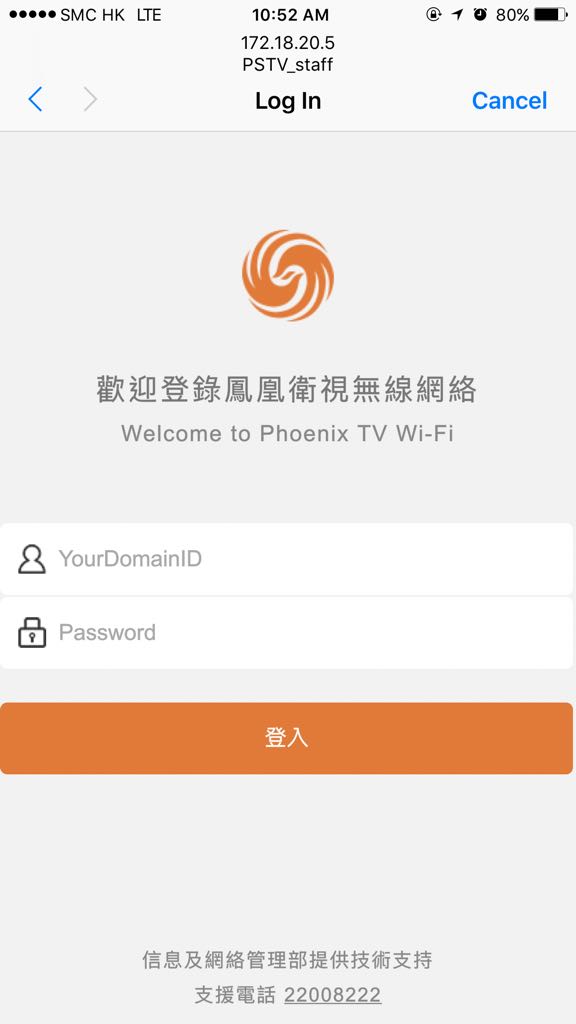 SMC HK LTE 10:52 AM 80%
172.18.20.5
PSTV_staff
Log In Cancel
歡迎登錄鳳凰衛視無線網絡
Welcome to Phoenix TV Wi-Fi
YourDomainID
Password
登入
信息及網絡管理部提供技術支持
支援電話 22008222